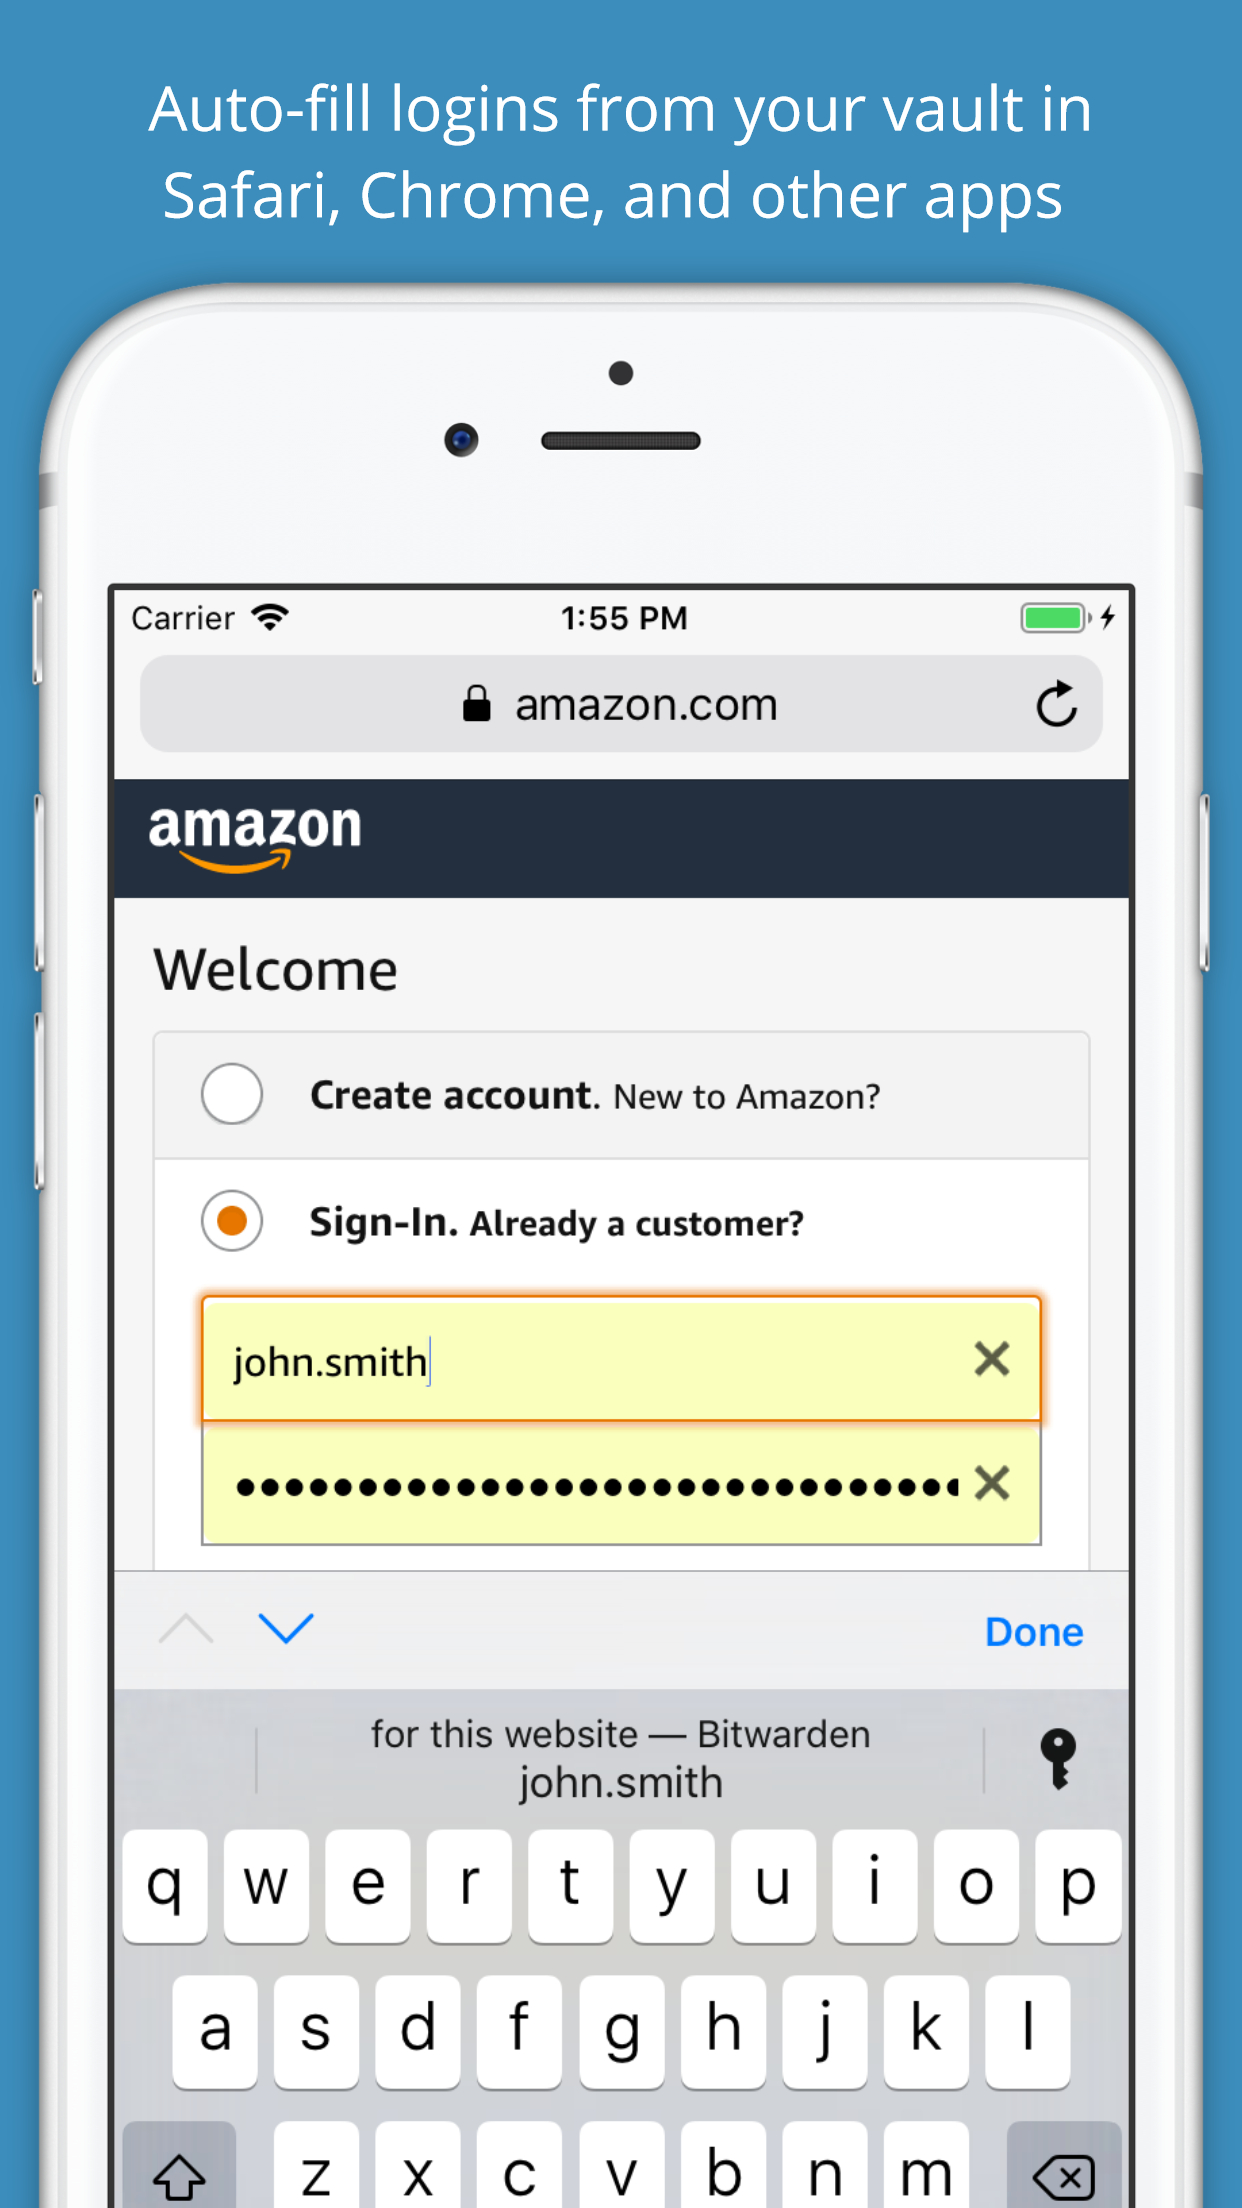 Auto-fill logins from your vault in
Safari, Chrome, and other apps
Carrier 1:55 PM
amazon.com
amazon
Welcome
Create account. New to Amazon?
Sign-In. Already a customer?
john.smith
for this website — Bitwarden
john.smith
Done
q w e r t y u i o p
a s d f g h j k l
z x c v b n m